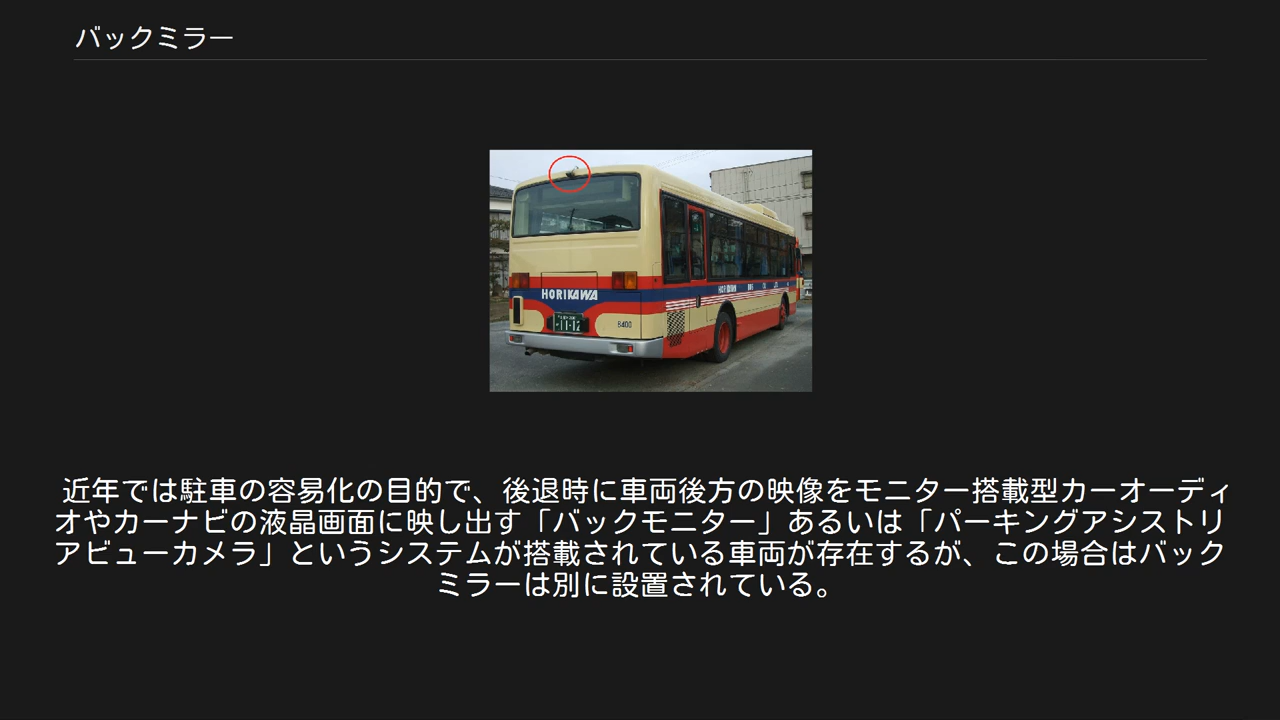 バックミラー
HORIKAWA
-11-12
8400
近年では駐車の容易化の目的で、後退時に車両後方の映像をモニター搭載型カーオーディ
オやカーナビの液晶画面に映し出す「バックモニター」あるいは「パーキングアシストリ
アビューカメラ」というシステムが搭載されている車両が存在するが、この場合はバック
ミラーは別に設置されている。